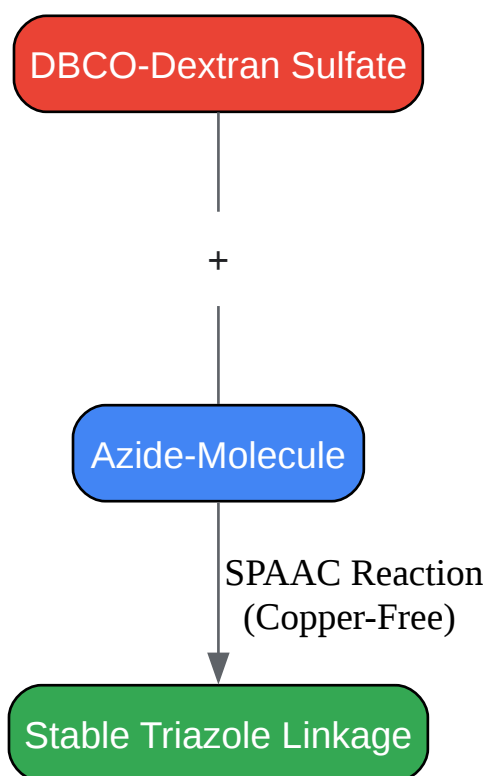 DBCO-Dextran Sulfate
+
Azide-Molecule
SPAAC Reaction
(Copper-Free)
Stable Triazole Linkage